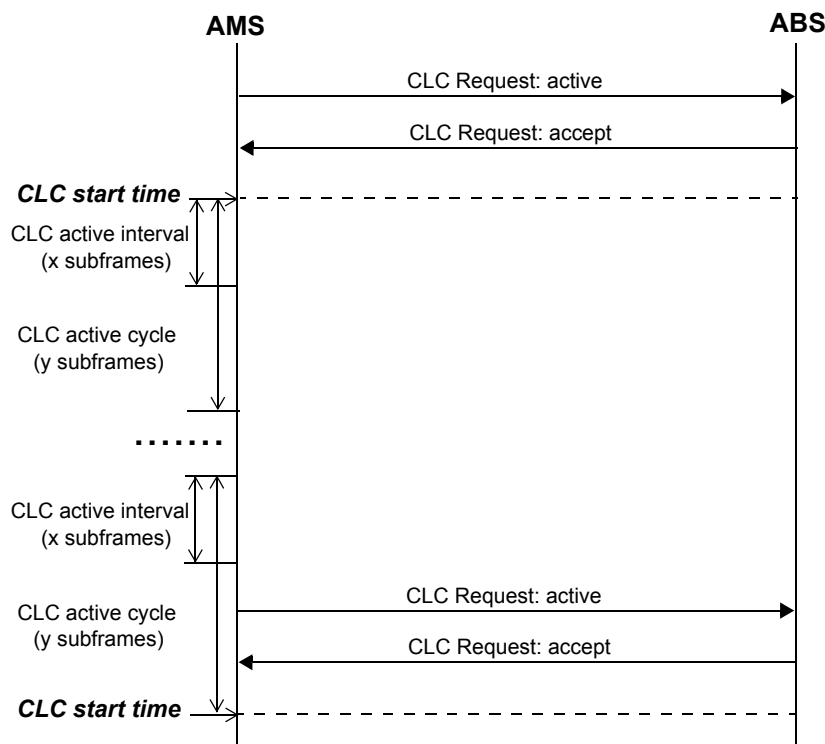 AMS
ABS
CLC Request: active
CLC Request: accept
CLC start time
CLC active interval
(x subframes)
CLC active cycle
(y subframes)
.......
CLC active interval
(x subframes)
CLC Request: active
CLC active cycle
(y subframes)
CLC Request: accept
CLC start time